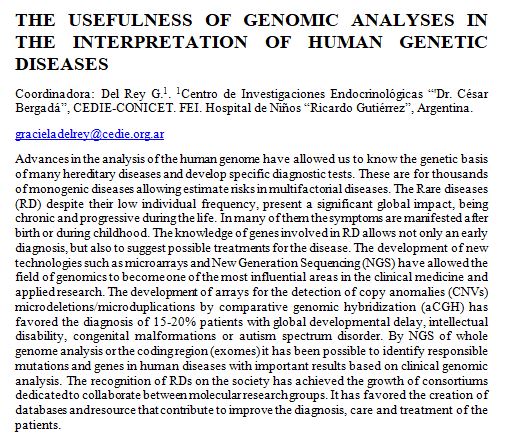 THE USEFULNESS OF GENOMIC ANALYSES IN
THE INTERPRETATION OF HUMAN GENETIC
DISEASES
Coordinadora: Del Rey G.¹. ¹Centro de Investigaciones Endocrinológicas "'Dr. César
Bergadá", CEDIE-CONICET. FEI. Hospital de Niños "Ricardo Gutiérrez", Argentina.
gracieladelrey@cedie.org.ar
Advances in the analysis of the human genome have allowed us to know the genetic basis
of many hereditary diseases and develop specific diagnostic tests. These are for thousands
of monogenic diseases allowing estimate risks in multifactorial diseases. The Rare diseases
(RD) despite their low individual frequency, present a significant global impact, being
chronic and progressive during the life. In many of them the symptoms are manifested after
birth or during childhood. The knowledge of genes involved in RD allows not only an early
diagnosis, but also to suggest possible treatments for the disease. The development of new
technologies such as microarrays and New Generation Sequencing (NGS) have allowed the
field of genomics to become one of the most influential areas in the clinical medicine and
applied research. The development of arrays for the detection of copy anomalies (CNVs)
microdeletions/microduplications by comparative genomic hybridization (aCGH) has
favored the diagnosis of 15-20% patients with global developmental delay, intellectual
disability, congenital malformations or autism spectrum disorder. By NGS of whole
genome analysis or the coding region (exomes) it has been possible to identify responsible
mutations and genes in human diseases with important results based on clinical genomic
analysis. The recognition of RDs on the society has achieved the growth of consortiums
dedicated to collaborate between molecular research groups. It has favored the creation of
databases and resource that contribute to improve the diagnosis, care and treatment of the
patients.